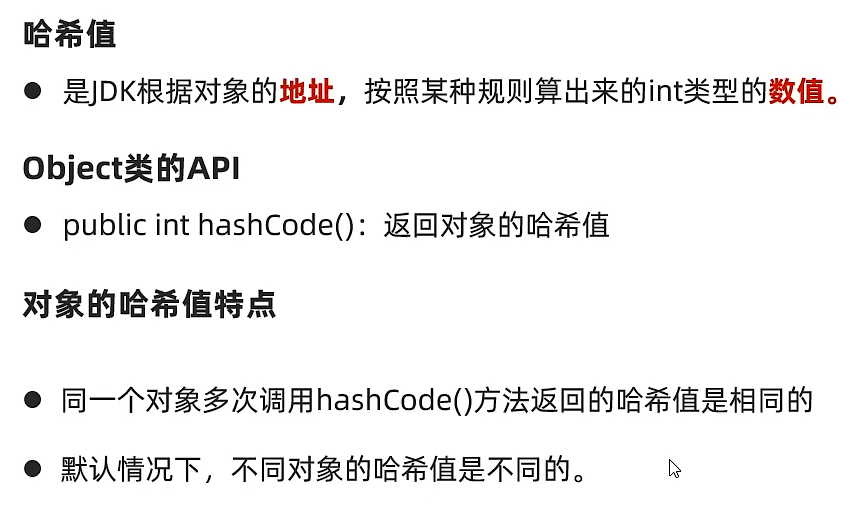 哈希值
● 是JDK根据对象的地址，按照某种规则算出来的int类型的数值。
Object类的API
● public int hashCode()：返回对象的哈希值
对象的哈希值特点
● 同一个对象多次调用hashCode()方法返回的哈希值是相同的
● 默认情况下，不同对象的哈希值是不同的。